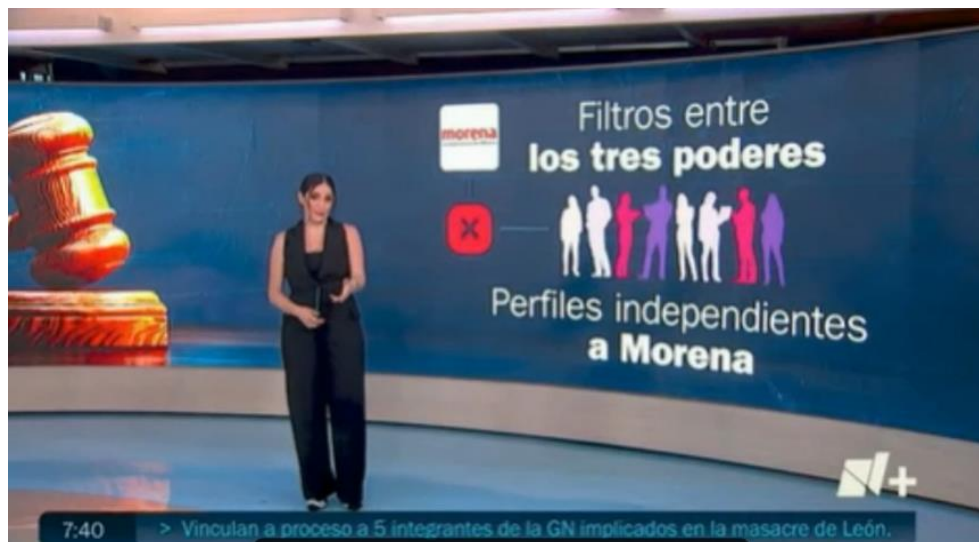 morena
Filtros entre
los tres poderes
Perfiles independientes
a Morena
N+
7:40
> Vinculan a proceso a 5 integrantes de la GN implicados en la masacre de León.